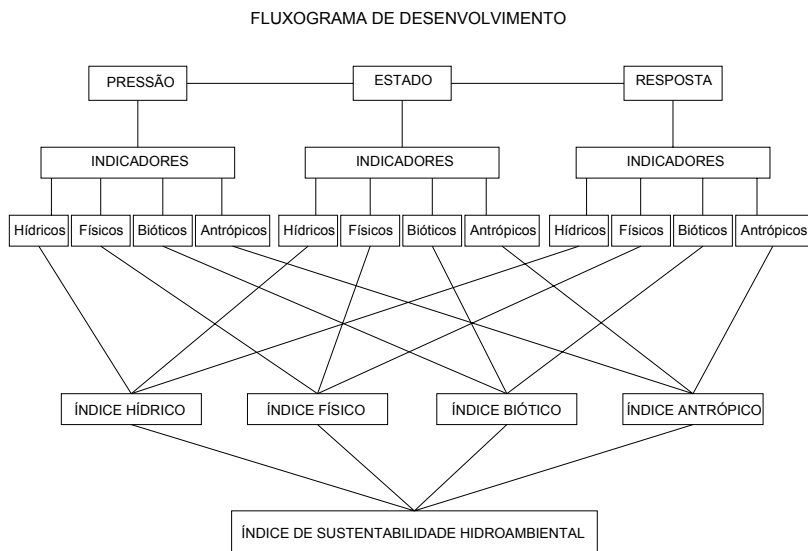 FLUXOGRAMA DE DESENVOLVIMENTO
PRESSÃO
ESTADO
RESPOSTA
INDICADORES
INDICADORES
INDICADORES
Hídricos
Físicos
Bióticos
Antrópicos
Hídricos
Físicos
Bióticos
Antrópicos
Hídricos
Físicos
Bióticos
Antrópicos
ÍNDICE HÍDRICO
ÍNDICE FÍSICO
ÍNDICE BIÓTICO
ÍNDICE ANTRÓPICO
ÍNDICE DE SUSTENTABILIDADE HIDROAMBIENTAL